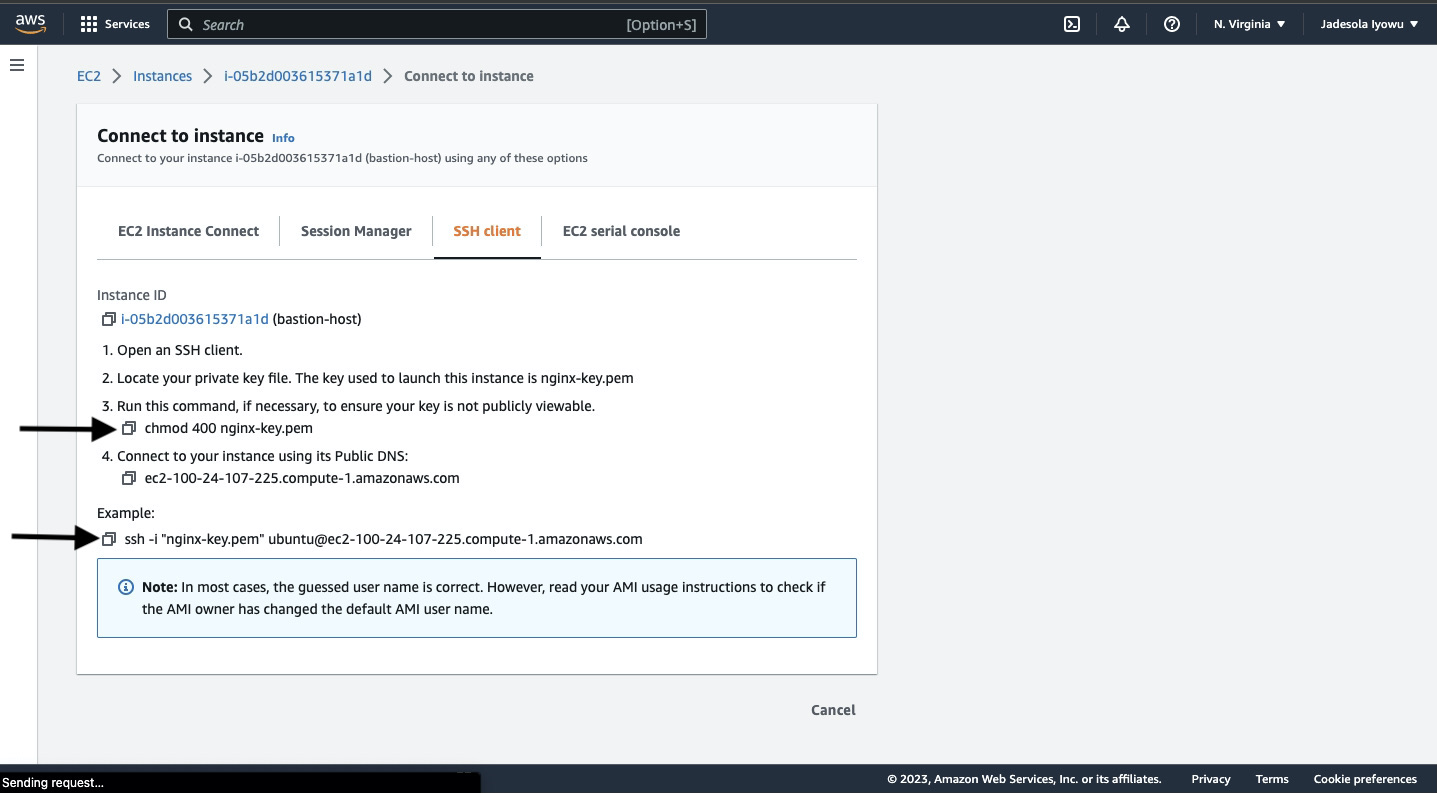 aws Services Search [Option+S] N. Virginia Jadesola Iyowu
EC2 Instances i-05b2d003615371a1d Connect to instance
Connect to instance Info
Connect to your instance i-05b2d003615371a1d (bastion-host) using any of these options
EC2 Instance Connect Session Manager SSH client EC2 serial console
Instance ID
i-05b2d003615371a1d (bastion-host)
1. Open an SSH client.
2. Locate your private key file. The key used to launch this instance is nginx-key.pem
3. Run this command, if necessary, to ensure your key is not publicly viewable.
chmod 400 nginx-key.pem
4. Connect to your instance using its Public DNS:
ec2-100-24-107-225.compute-1.amazonaws.com
Example:
ssh -i "nginx-key.pem" ubuntu@ec2-100-24-107-225.compute-1.amazonaws.com
Note: In most cases, the guessed user name is correct. However, read your AMI usage instructions to check if
the AMI owner has changed the default AMI user name.
Cancel
Sending request...
© 2023, Amazon Web Services, Inc. or its affiliates. Privacy Terms Cookie preferences